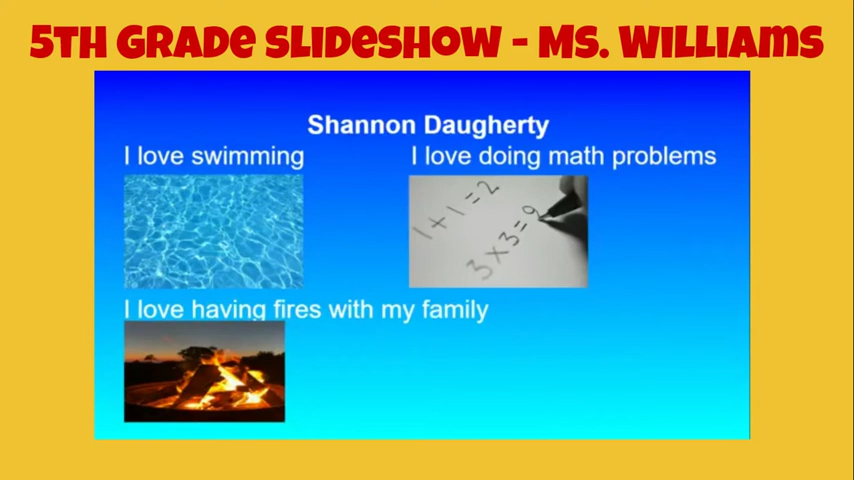 5TH GRADE SLIDESHOW - MS. WILLIAMS
Shannon Daugherty
I love swimming
I love doing math problems
1+1=2
3x3=9
I love having fires with my family